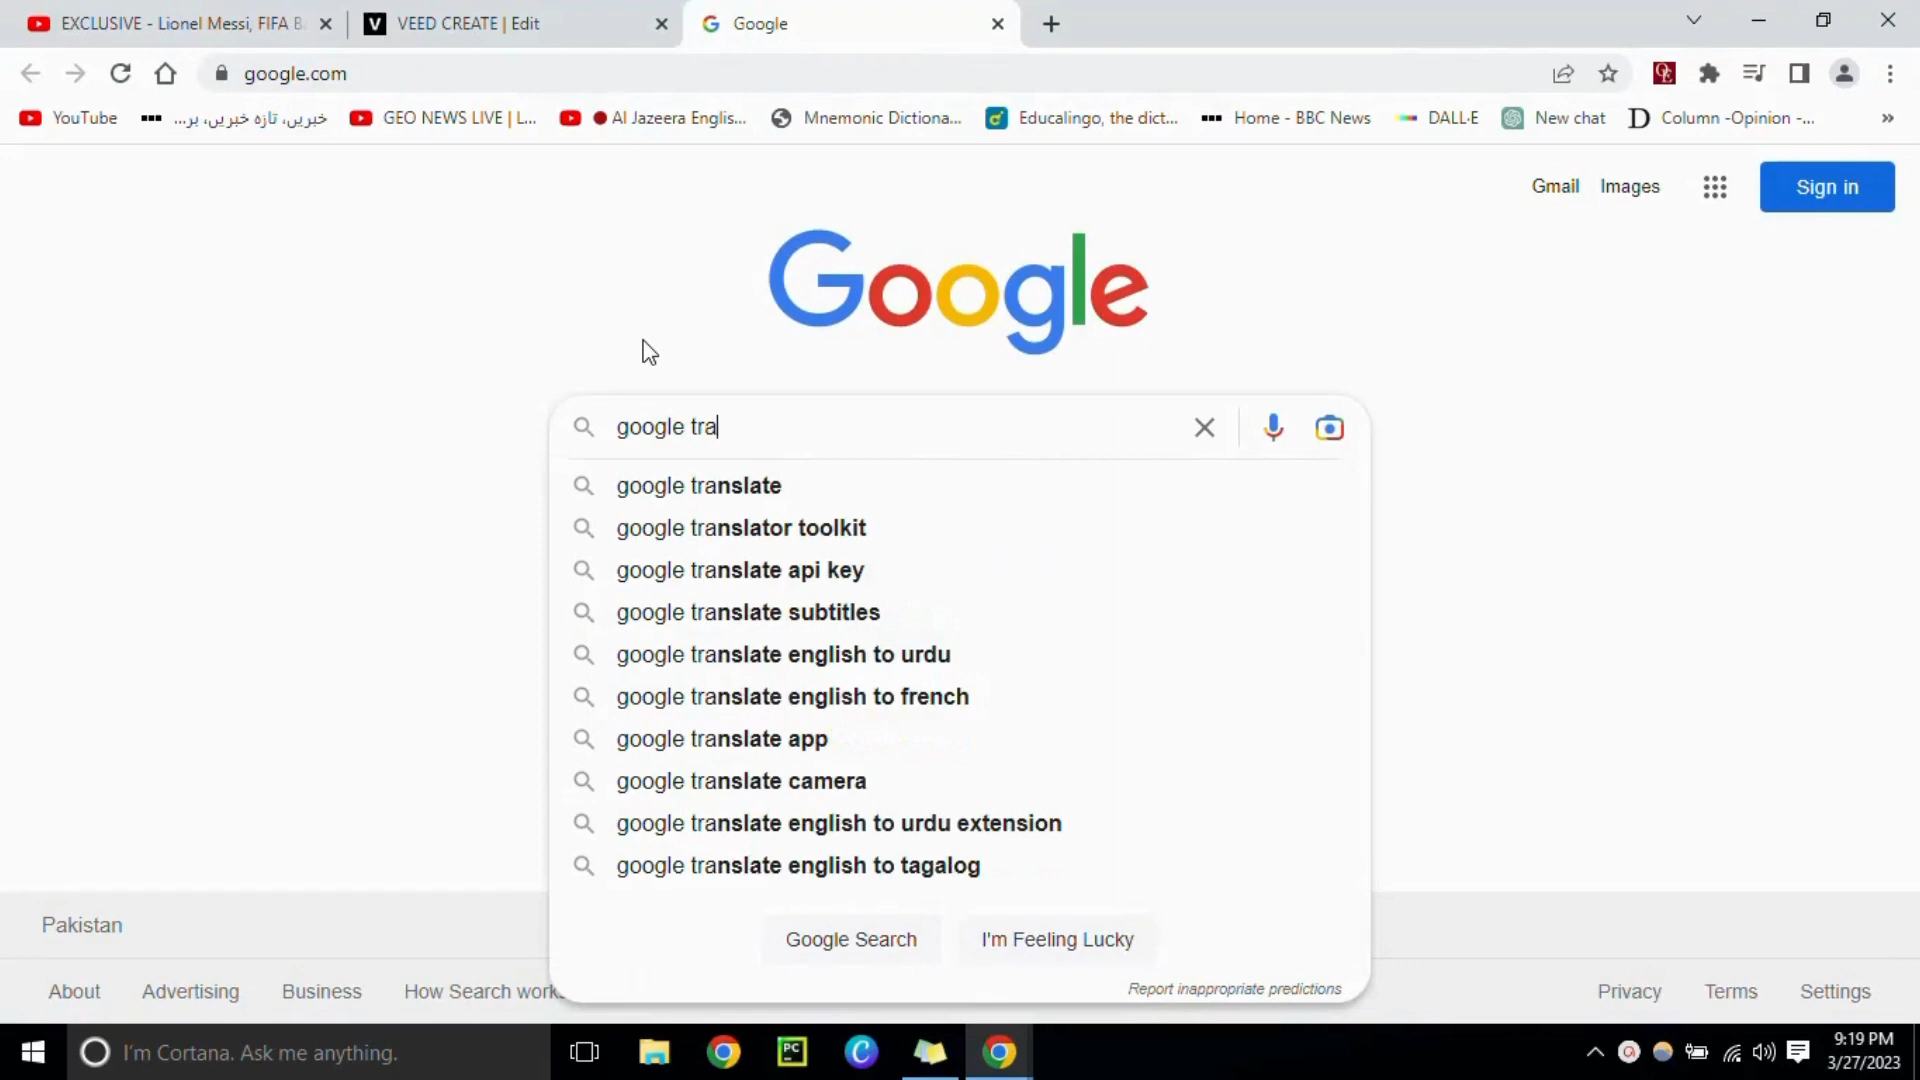 EXCLUSIVE - Lionel Messi, FIFA B
VEED CREATE | Edit
Google
google.com
YouTube
خبریں، تازہ خبریں، بر...
GEO NEWS LIVE | L...
Al Jazeera Englis...
Mnemonic Dictiona...
Educalingo, the dict...
Home - BBC News
DALL·E
New chat
Column -Opinion -...
Gmail
Images
Sign in
Google
google tra
google translate
google translator toolkit
google translate api key
google translate subtitles
google translate english to urdu
google translate english to french
google translate app
google translate camera
google translate english to urdu extension
google translate english to tagalog
Google Search
I'm Feeling Lucky
Report inappropriate predictions
Pakistan
About
Advertising
Business
How Search works
Privacy
Terms
Settings
I'm Cortana. Ask me anything.
PC
9:19 PM
3/27/2023